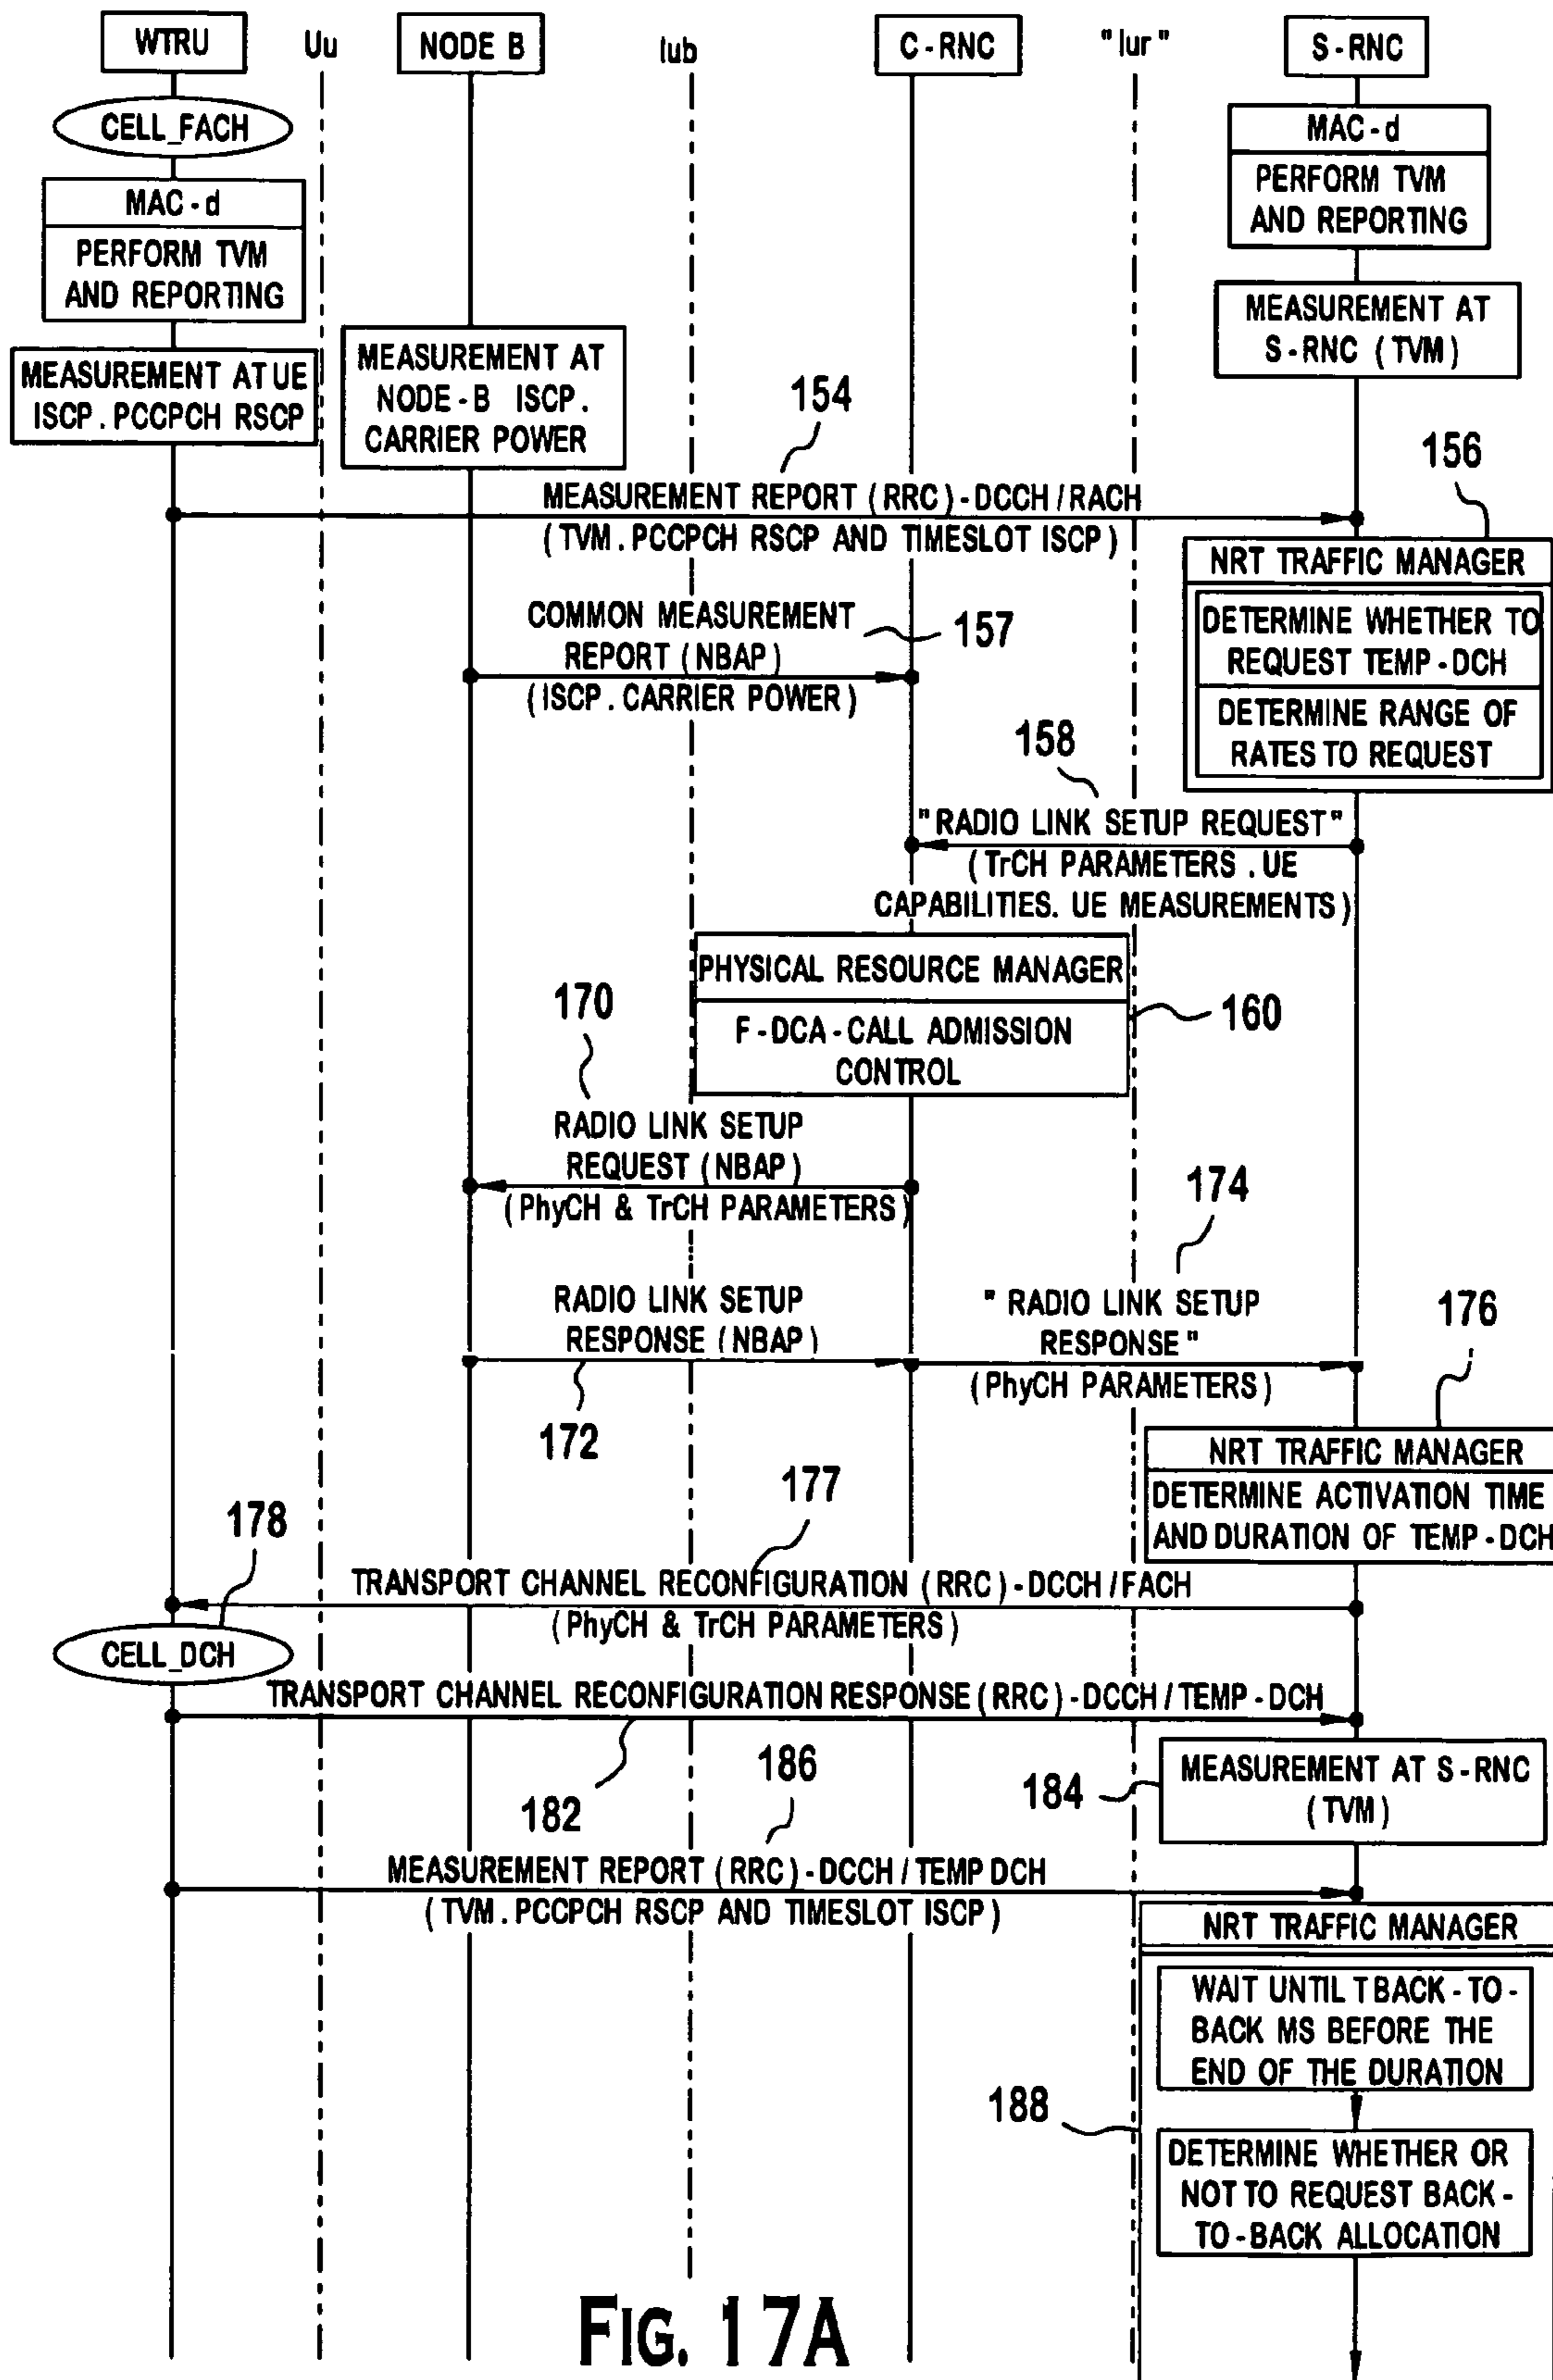 WTRU
Uu
NODE B
Iub
C-RNC
"Iur"
S-RNC
CELL_FACH
MAC-d
PERFORM TVM
AND REPORTING
MEASUREMENT AT UE
ISCP. PCCPCH RSCP
MEASUREMENT AT
NODE-B ISCP.
CARRIER POWER
MAC-d
PERFORM TVM
AND REPORTING
MEASUREMENT AT
S-RNC (TVM)
154
MEASUREMENT REPORT (RRC)-DCCH/RACH
(TVM. PCCPCH RSCP AND TIMESLOT ISCP)
156
NRT TRAFFIC MANAGER
DETERMINE WHETHER TO
REQUEST TEMP-DCH
DETERMINE RANGE OF
RATES TO REQUEST
COMMON MEASUREMENT
REPORT (NBAP)
(ISCP. CARRIER POWER)
157
158
"RADIO LINK SETUP REQUEST"
(TrCH PARAMETERS. UE
CAPABILITIES. UE MEASUREMENTS)
PHYSICAL RESOURCE MANAGER
F-DCA-CALL ADMISSION
CONTROL
160
170
RADIO LINK SETUP
REQUEST (NBAP)
(PhyCH & TrCH PARAMETERS)
174
RADIO LINK SETUP
RESPONSE (NBAP)
172
"RADIO LINK SETUP
RESPONSE"
(PhyCH PARAMETERS)
176
NRT TRAFFIC MANAGER
DETERMINE ACTIVATION TIME
AND DURATION OF TEMP-DCH
177
178
TRANSPORT CHANNEL RECONFIGURATION (RRC)-DCCH/FACH
(PhyCH & TrCH PARAMETERS)
CELL_DCH
TRANSPORT CHANNEL RECONFIGURATION RESPONSE (RRC)-DCCH/TEMP-DCH
182
186
184
MEASUREMENT AT S-RNC
(TVM)
MEASUREMENT REPORT (RRC)-DCCH/TEMP DCH
(TVM. PCCPCH RSCP AND TIMESLOT ISCP)
NRT TRAFFIC MANAGER
WAIT UNTIL T BACK-TO-
BACK MS BEFORE THE
END OF THE DURATION
188
DETERMINE WHETHER OR
NOT TO REQUEST BACK-
TO-BACK ALLOCATION
FIG. 17A